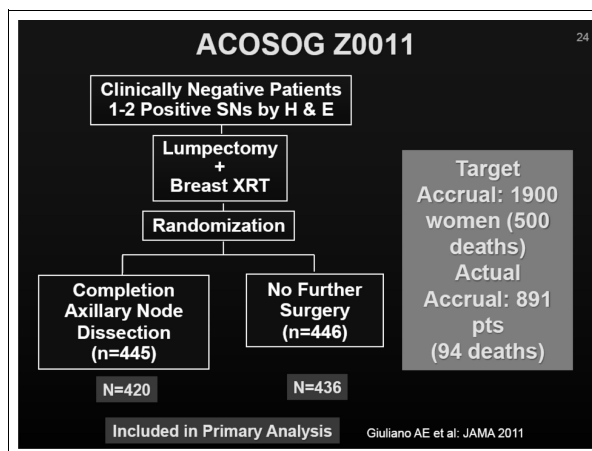 ACOSOG Z0011
24
Clinically Negative Patients
1-2 Positive SNs by H & E
Lumpectomy
+
Breast XRT
Randomization
Completion
Axillary Node
Dissection
(n=445)
No Further
Surgery
(n=446)
Target
Accrual: 1900
women (500
deaths)
Actual
Accrual: 891
pts
(94 deaths)
N=420
N=436
Included in Primary Analysis
Giuliano AE et al: JAMA 2011